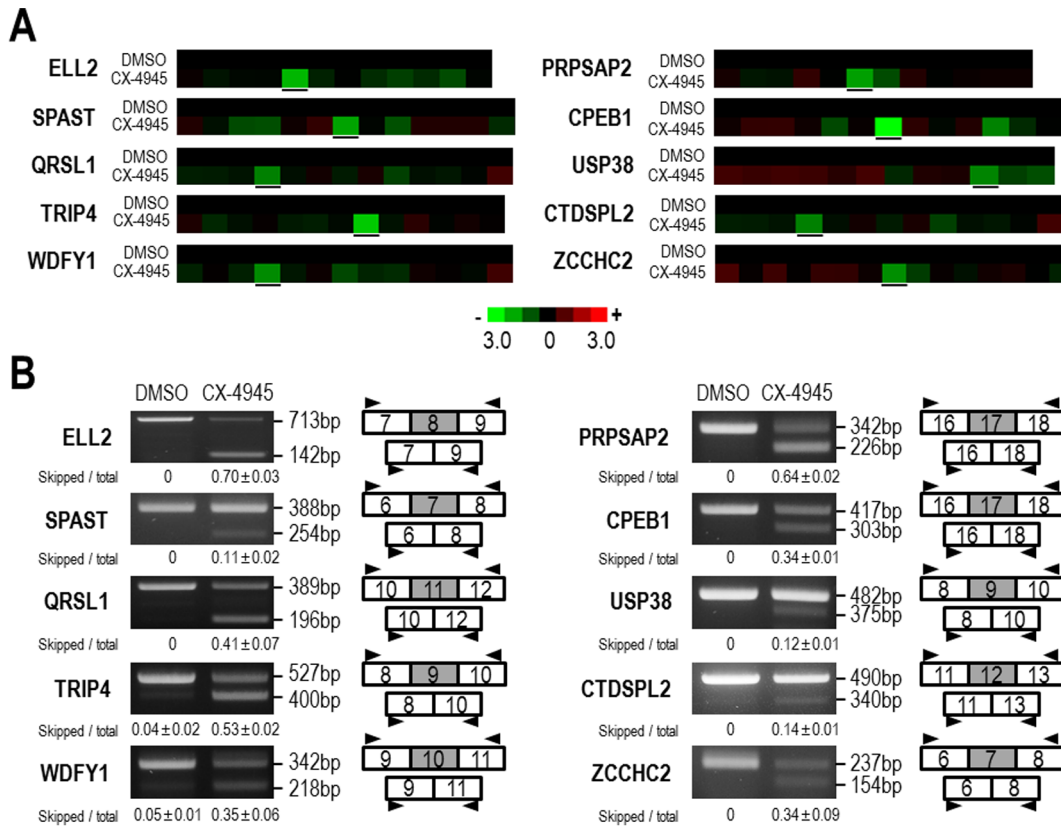 A
ELL2 DMSO CX-4945
SPAST DMSO CX-4945
QRSL1 DMSO CX-4945
TRIP4 DMSO CX-4945
WDFY1 DMSO CX-4945
PRPSAP2 DMSO CX-4945
CPEB1 DMSO CX-4945
USP38 DMSO CX-4945
CTDSPL2 DMSO CX-4945
ZCCHC2 DMSO CX-4945
- +
3.0 0 3.0
B
DMSO CX-4945
ELL2 713bp 7 8 9
142bp 7 9
Skipped / total 0 0.70±0.03
SPAST 388bp 6 7 8
254bp 6 8
Skipped / total 0 0.11±0.02
QRSL1 389bp 10 11 12
196bp 10 12
Skipped / total 0 0.41±0.07
TRIP4 527bp 8 9 10
400bp 8 10
Skipped / total 0.04±0.02 0.53±0.02
WDFY1 342bp 9 10 11
218bp 9 11
Skipped / total 0.05±0.01 0.35±0.06
DMSO CX-4945
PRPSAP2 342bp 16 17 18
226bp 16 18
Skipped / total 0 0.64±0.02
CPEB1 417bp 16 17 18
303bp 16 18
Skipped / total 0 0.34±0.01
USP38 482bp 8 9 10
375bp 8 10
Skipped / total 0 0.12±0.01
CTDSPL2 490bp 11 12 13
340bp 11 13
Skipped / total 0 0.14±0.01
ZCCHC2 237bp 6 7 8
154bp 6 8
Skipped / total 0 0.34±0.09